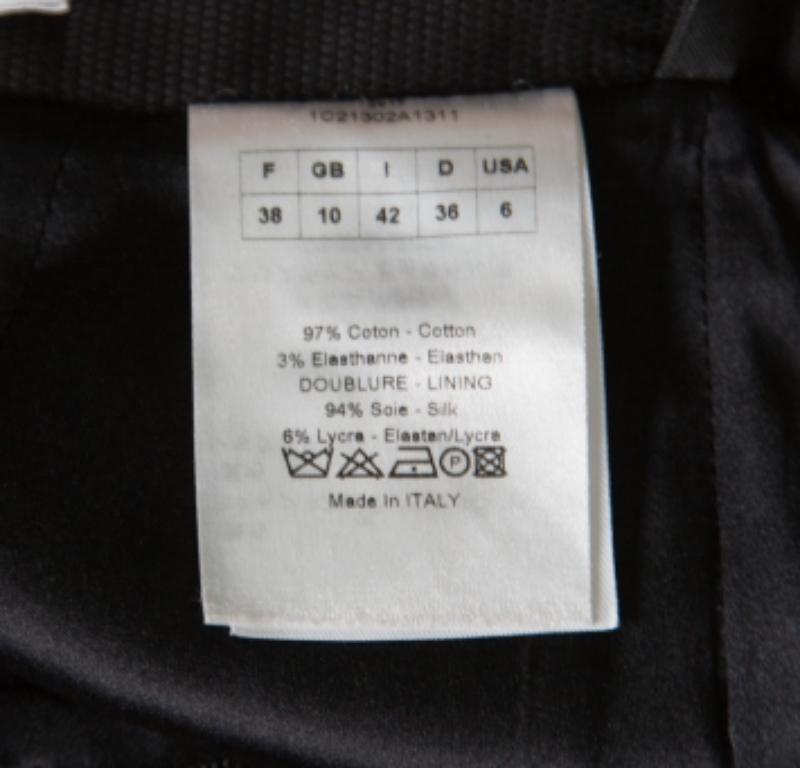 1C21302A1311
F GB I D USA
38 10 42 36 6
97% Coton - Cotton
3% Elasthanne - Elasthan
DOUBLURE - LINING
94% Soie - Silk
6% Lycra - Elastan/Lycra
P
Made In ITALY